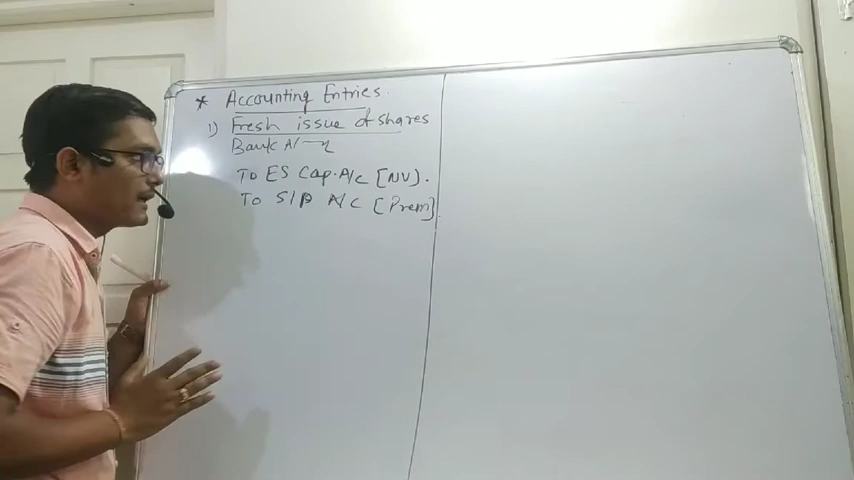 * Accounting Entries.
1) Fresh issue of shares
Bank A/c
To ES Cap. A/c [NV].
To S/P A/c [Prem]